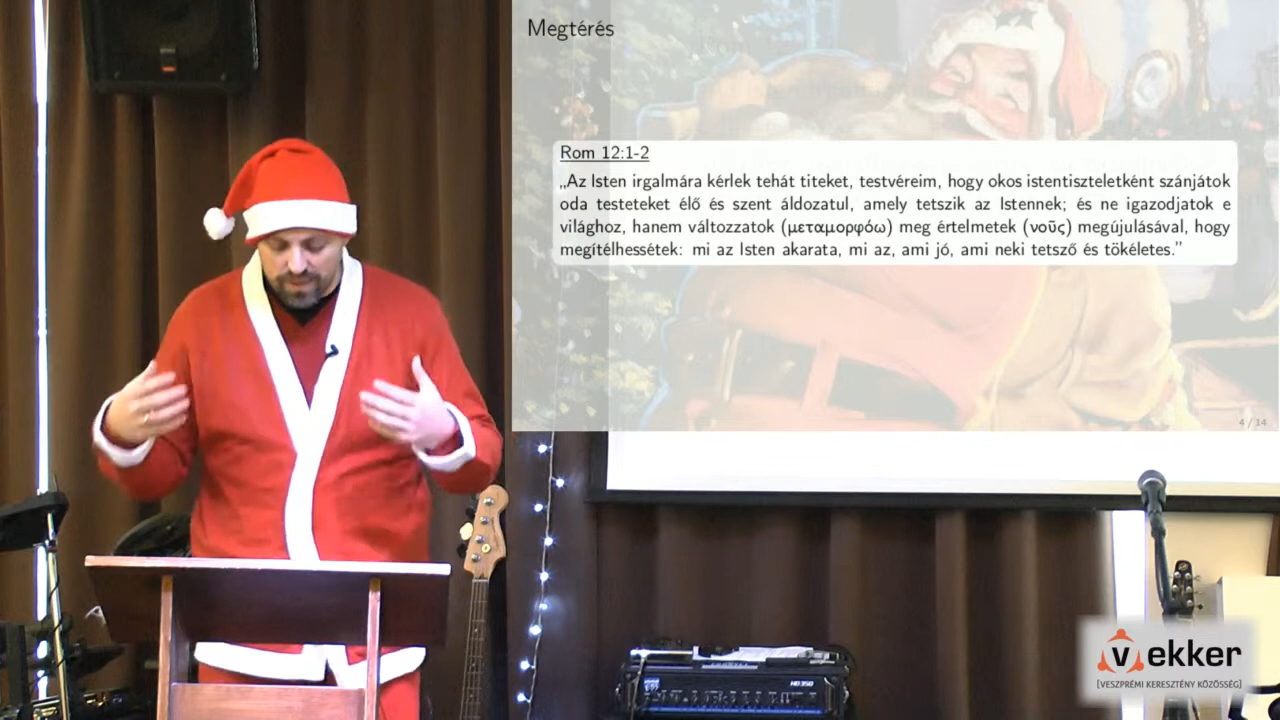 Megtérés
Rom 12:1-2
„Az Isten irgalmára kérlek tehát titeket, testvéreim, hogy okos istentiszteletként szánjátok
oda testeteket élő és szent áldozatul, amely tetszik az Istennek; és ne igazodjatok e
világhoz, hanem változzatok (μεταμορφόω) meg értelmetek (νοῦς) megújulásával, hogy
megítélhessétek: mi az Isten akarata, mi az, ami jó, ami neki tetsző és tökéletes.”
4 / 14
HD 350
vekker
[VESZPRÉMI KERESZTÉNY KÖZÖSSÉG]